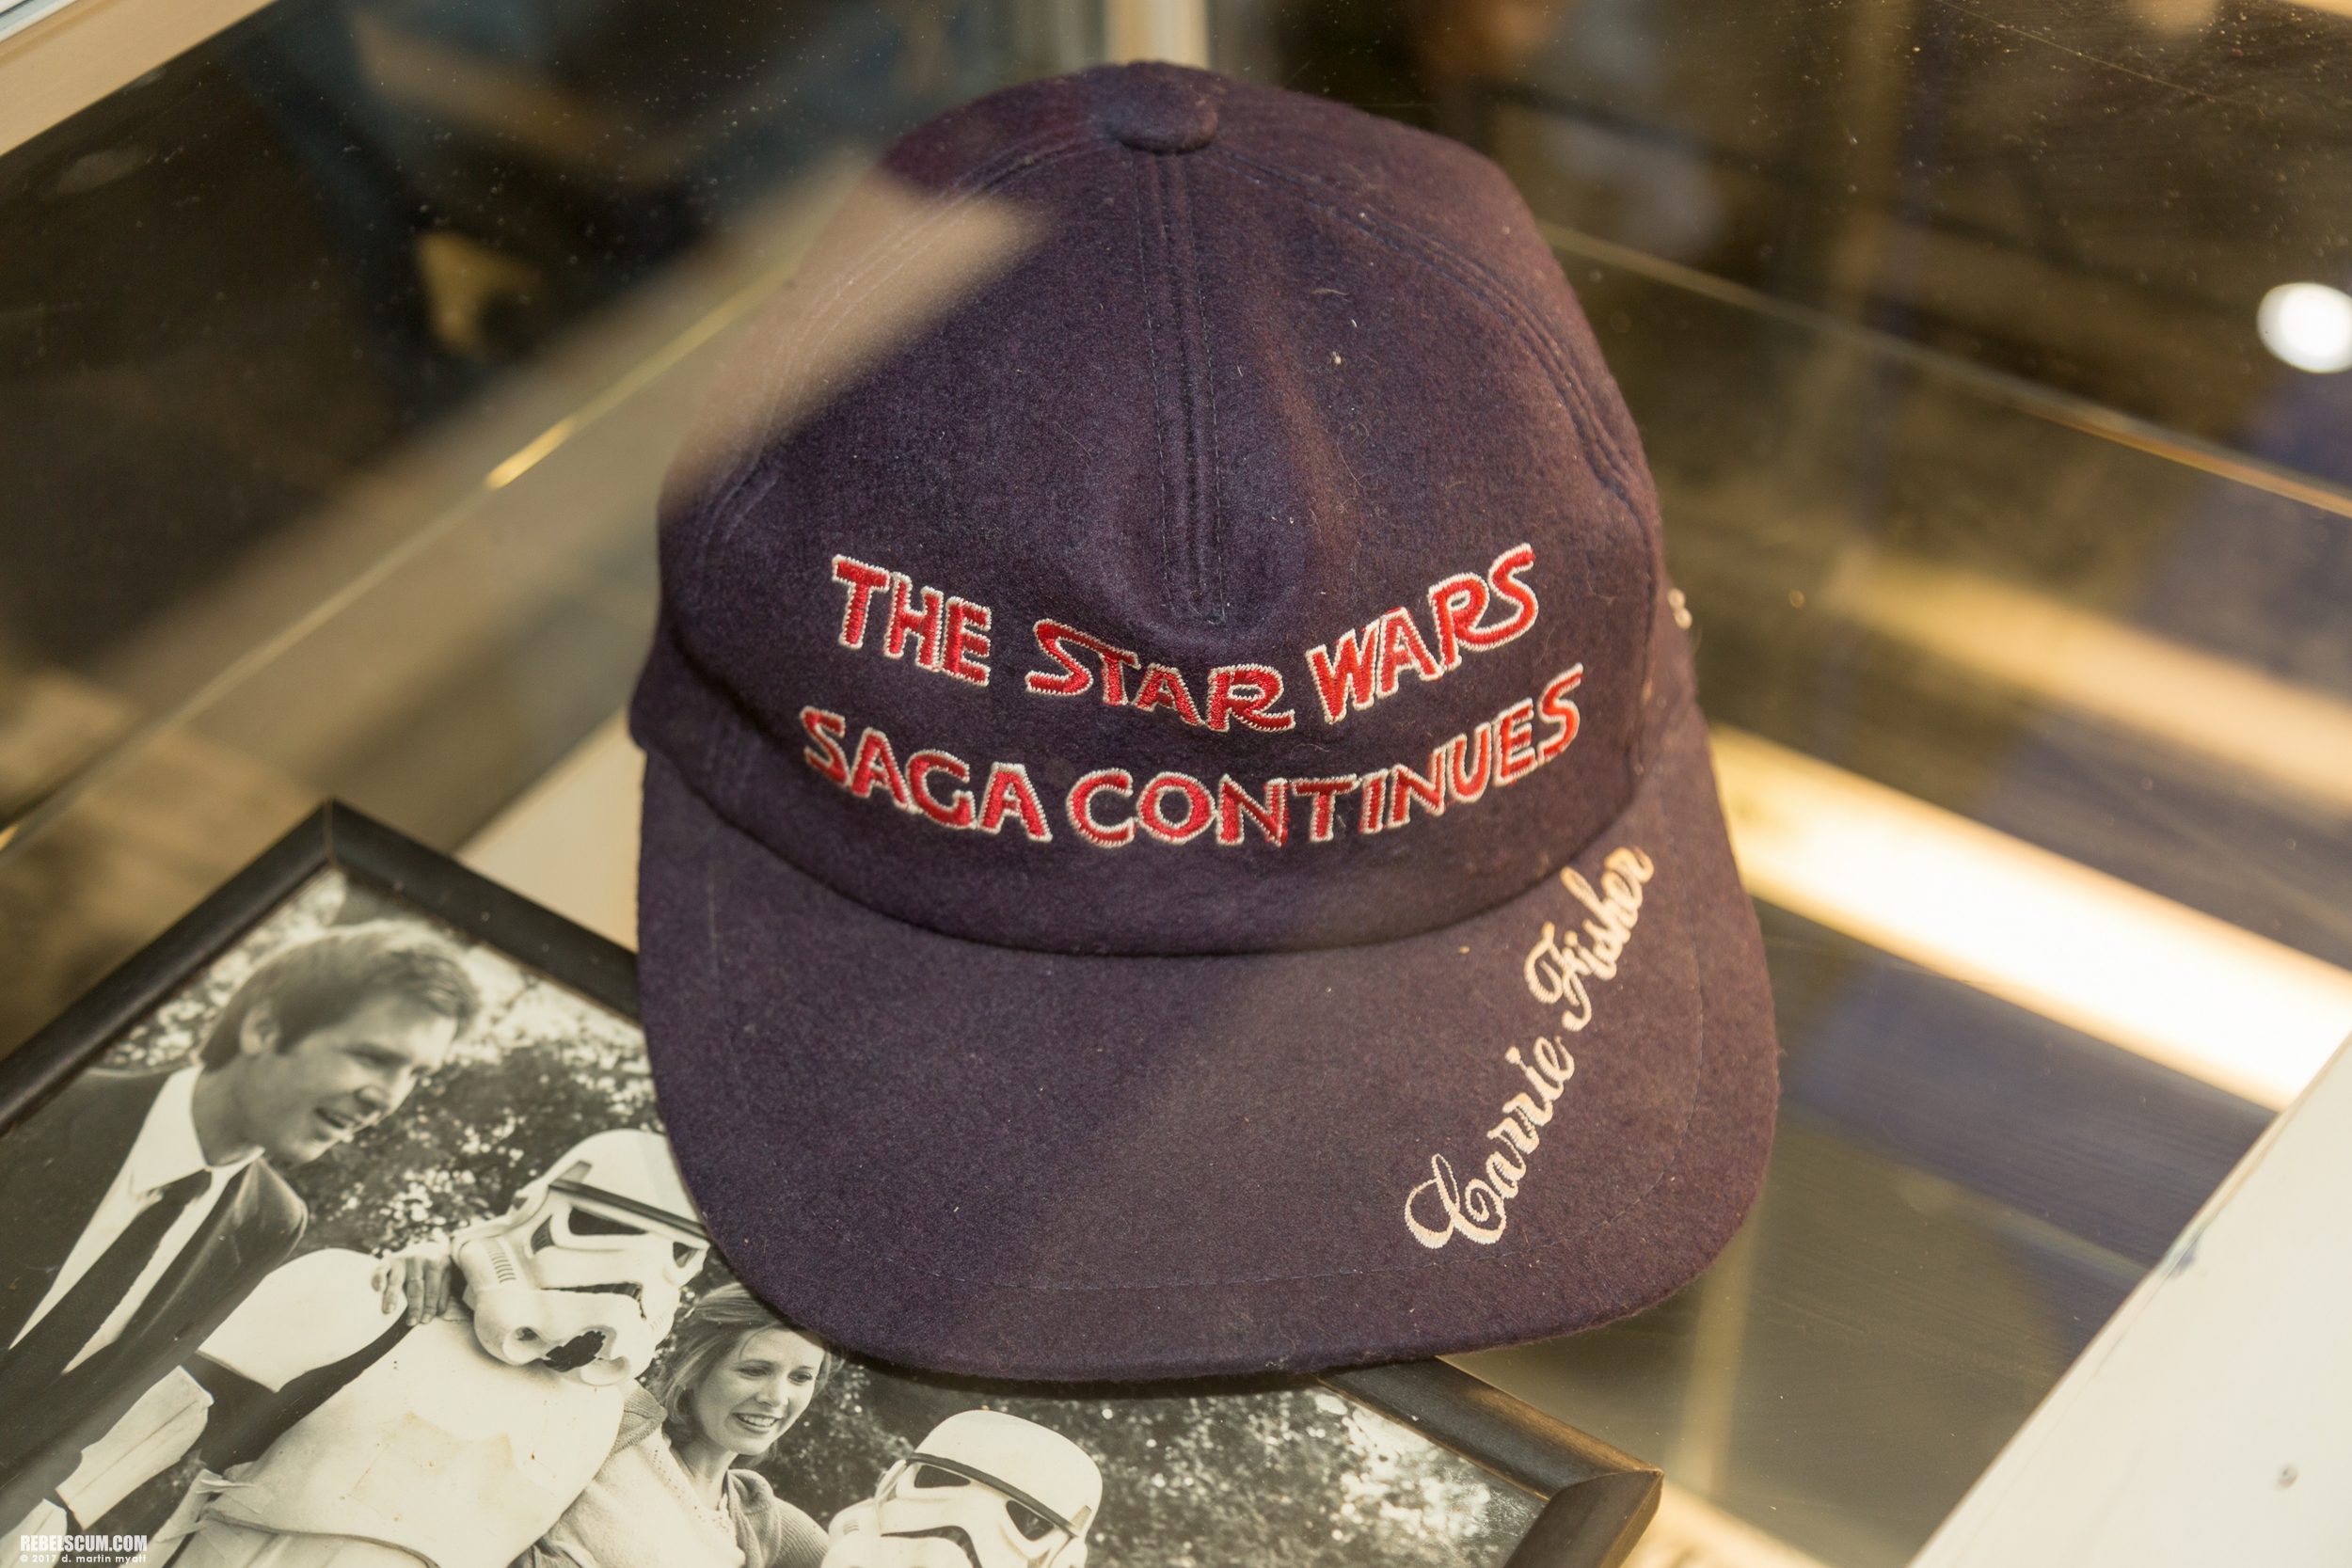 THE STAR WARS
SAGA CONTINUES
Carrie Fisher
REBELSCUM.COM
© 2017 d. martin myatt